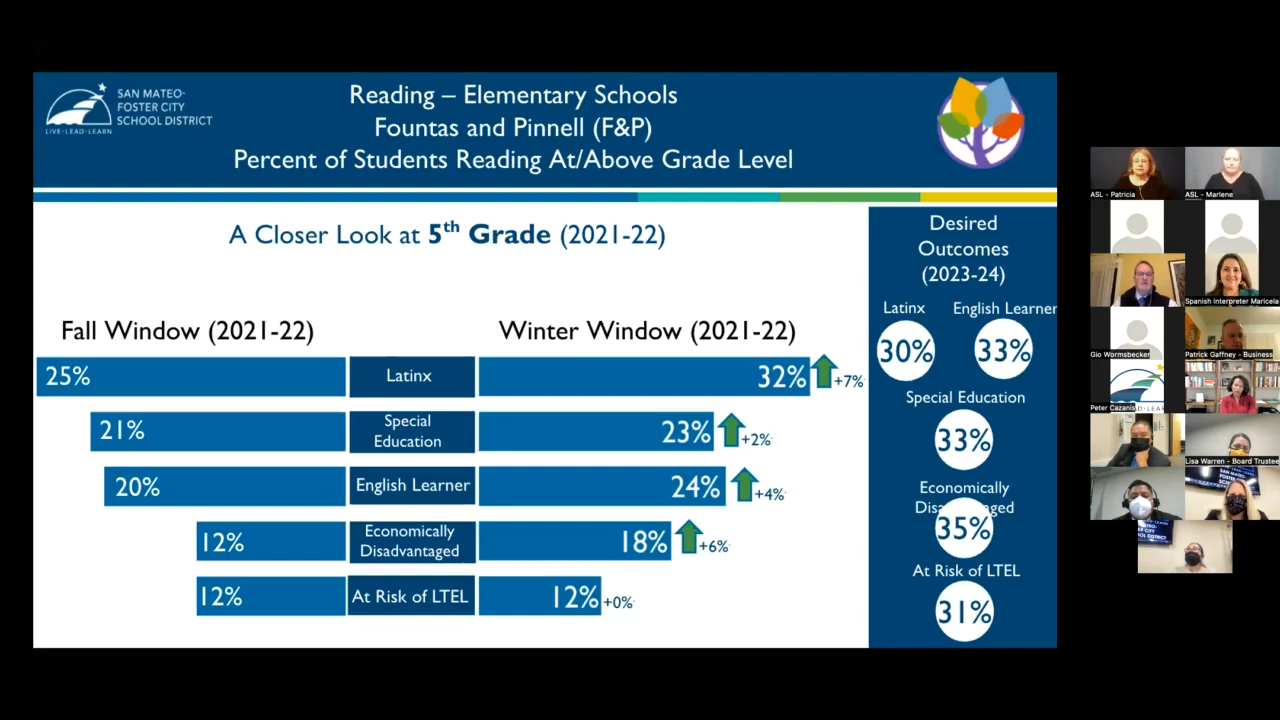 SAN MATEO-
FOSTER CITY
SCHOOL DISTRICT
LIVE•LEAD•LEARN
Reading – Elementary Schools
Fountas and Pinnell (F&P)
Percent of Students Reading At/Above Grade Level
A Closer Look at 5th Grade (2021-22)
Fall Window (2021-22)
Winter Window (2021-22)
25%
Latinx
32%
+7%
21%
Special
Education
23%
+2%
20%
English Learner
24%
+4%
12%
Economically
Disadvantaged
18%
+6%
12%
At Risk of LTEL
12%
+0%
Desired
Outcomes
(2023-24)
Latinx
English Learner
30%
33%
Special Education
33%
Economically
35%
At Risk of LTEL
31%
ASL - Patricia
ASL - Marlene
Spanish Interpreter Maricela
Gio Wormsbecker
Patrick Gaffney - Business
Peter Cazanis
Lisa Warren - Board Trustee
SAN MATEO-